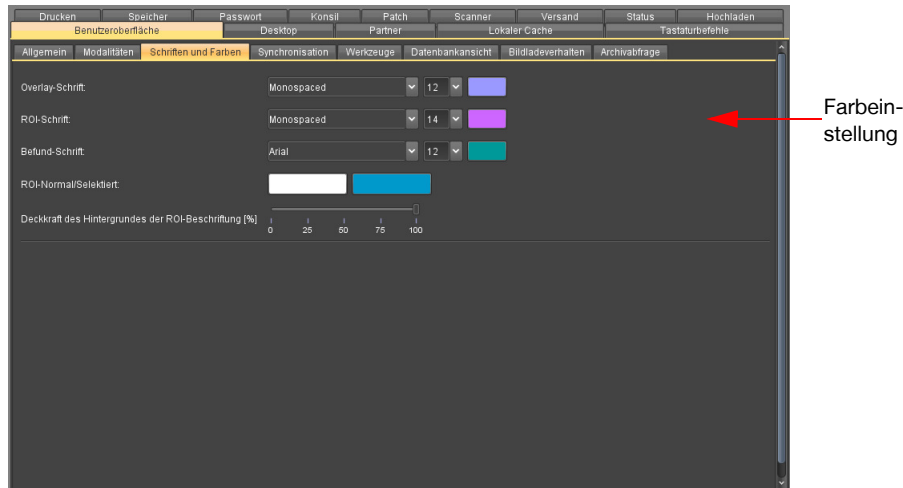 Drucken Speicher Passwort Konsil Patch Scanner Versand Status Hochladen
Benutzeroberfläche Desktop Partner Lokaler Cache Tastaturbefehle
Allgemein Modalitäten Schriften und Farben Synchronisation Werkzeuge Datenbankansicht Bildladeverhalten Archivabfrage
Overlay-Schrift: Monospaced 12
ROI-Schrift: Monospaced 14
Befund-Schrift: Arial 12
ROI-Normal/Selektiert:
Deckkraft des Hintergrundes der ROI-Beschriftung [%]
0 25 50 75 100
Farbein-
stellung